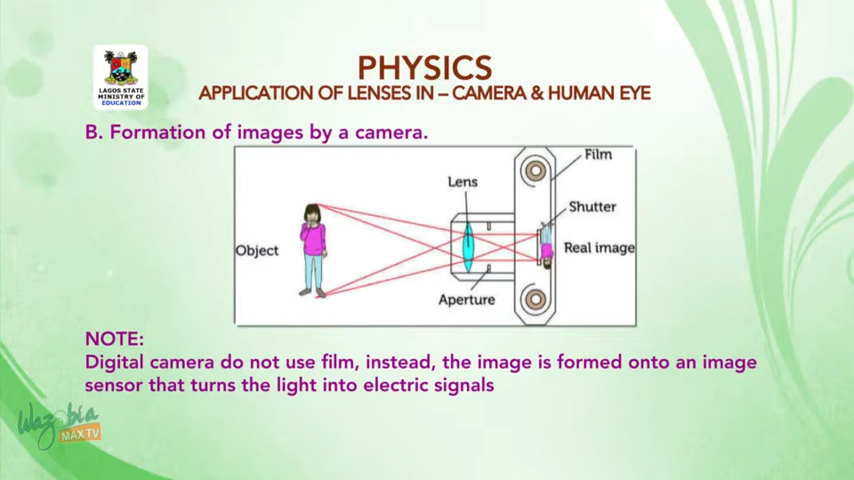 LAGOS STATE
MINISTRY OF
EDUCATION
PHYSICS
APPLICATION OF LENSES IN – CAMERA & HUMAN EYE
B. Formation of images by a camera.
Film
Lens
Shutter
Object
Real image
Aperture
NOTE:
Digital camera do not use film, instead, the image is formed onto an image
sensor that turns the light into electric signals
Wazobia
MAX TV